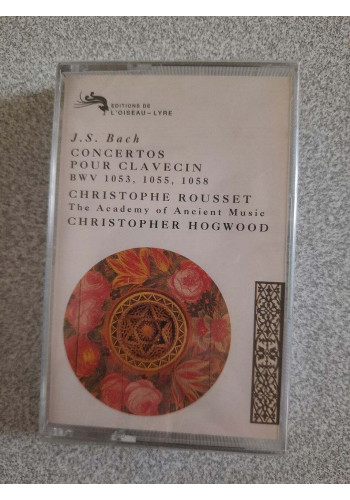 EDITIONS DE
L'OISEAU-LYRE
J.S. Bach
CONCERTOS
POUR CLAVECIN
BWV 1053, 1055, 1058
CHRISTOPHE ROUSSET
The Academy of Ancient Music
CHRISTOPHER HOGWOOD